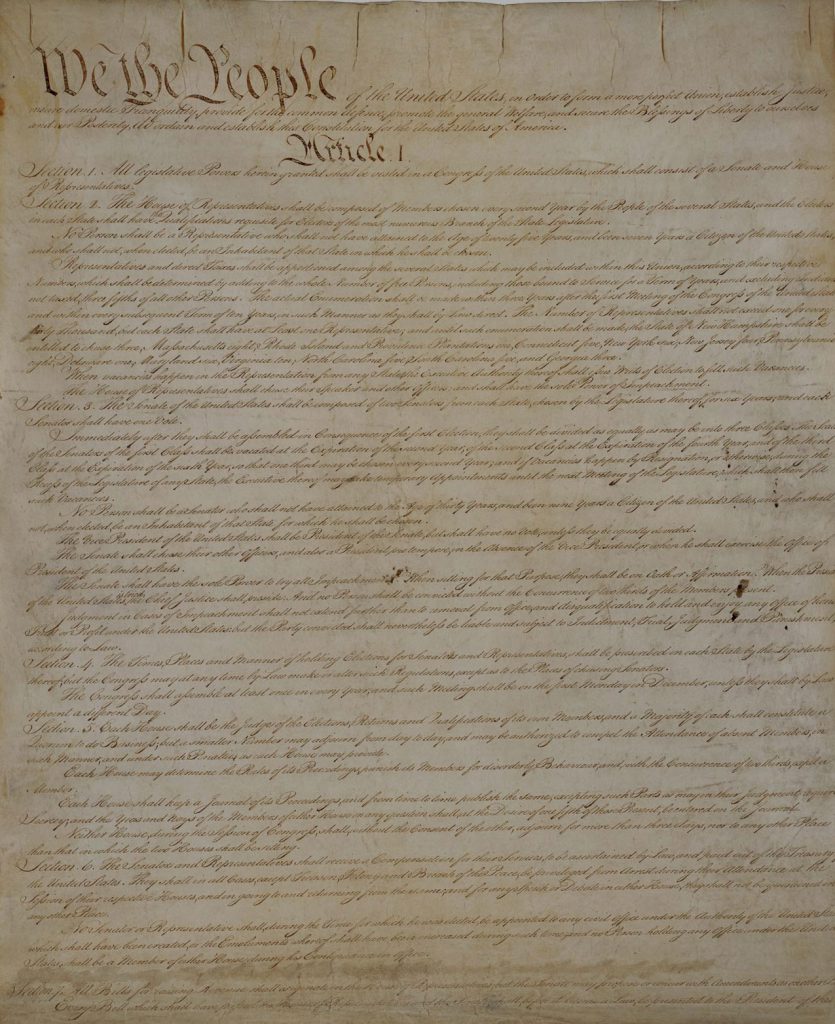 We the People of the United States, in Order to form a more perfect Union, establish Justice,
insure domestic Tranquility, provide for the common defence, promote the general Welfare, and secure the Blessings of Liberty to ourselves
and our Posterity, do ordain and establish this Constitution for the United States of America.
Article. I.
Section. 1. All legislative Powers herein granted shall be vested in a Congress of the United States, which shall consist of a Senate and House
of Representatives.
Section. 2. The House of Representatives shall be composed of Members chosen every second Year by the People of the several States, and the Electors
in each State shall have the Qualifications requisite for Electors of the most numerous Branch of the State Legislature.
No Person shall be a Representative who shall not have attained to the Age of twenty five Years, and been seven Years a Citizen of the United States,
and who shall not, when elected, be an Inhabitant of that State in which he shall be chosen.
Representatives and direct Taxes shall be apportioned among the several States which may be included within this Union, according to their respective
Numbers, which shall be determined by adding to the whole Number of free Persons, including those bound to Service for a Term of Years, and excluding Indians
not taxed, three fifths of all other Persons. The actual Enumeration shall be made within three Years after the first Meeting of the Congress of the United States,
and within every subsequent Term of ten Years, in such Manner as they shall by Law direct. The Number of Representatives shall not exceed one for every
thirty Thousand, but each State shall have at Least one Representative; and until such enumeration shall be made, the State of New Hampshire shall be
entitled to chuse three, Massachusetts eight, Rhode Island and Providence Plantations one, Connecticut five, New York six, New Jersey four, Pennsylvania
eight, Delaware one, Maryland six, Virginia ten, North Carolina five, South Carolina five, and Georgia three.
When vacancies happen in the Representation from any State, the Executive Authority thereof shall issue Writs of Election to fill such Vacancies.
The House of Representatives shall chuse their Speaker and other Officers; and shall have the sole Power of Impeachment.
Section. 3. The Senate of the United States shall be composed of two Senators from each State, chosen by the Legislature thereof, for six Years; and each
Senator shall have one Vote.
Immediately after they shall be assembled in Consequence of the first Election, they shall be divided as equally as may be into three Classes. The Seats
of the Senators of the first Class shall be vacated at the Expiration of the second Year, of the second Class at the Expiration of the fourth Year, and of the third
Class at the Expiration of the sixth Year, so that one third may be chosen every second Year; and if Vacancies happen by Resignation, or otherwise, during the
Recess of the Legislature of any State, the Executive thereof may make temporary Appointments until the next Meeting of the Legislature, which shall then fill
such Vacancies.
No Person shall be a Senator who shall not have attained to the Age of thirty Years, and been nine Years a Citizen of the United States, and who shall
not, when elected, be an Inhabitant of that State for which he shall be chosen.
The Vice President of the United States shall be President of the Senate, but shall have no Vote, unless they be equally divided.
The Senate shall chuse their other Officers, and also a President pro tempore, in the Absence of the Vice President, or when he shall exercise the Office of
President of the United States.
The Senate shall have the sole Power to try all Impeachments. When sitting for that Purpose, they shall be on Oath or Affirmation. When the President
of the United States is tried, the Chief Justice shall preside: And no Person shall be convicted without the Concurrence of two thirds of the Members present.
Judgment in Cases of Impeachment shall not extend further than to removal from Office, and disqualification to hold and enjoy any Office of honor,
Trust or Profit under the United States: but the Party convicted shall nevertheless be liable and subject to Indictment, Trial, Judgment and Punishment,
according to Law.
Section. 4. The Times, Places and Manner of holding Elections for Senators and Representatives, shall be prescribed in each State by the Legislature
thereof; but the Congress may at any time by Law make or alter such Regulations, except as to the Places of chusing Senators.
The Congress shall assemble at least once in every Year, and such Meeting shall be on the first Monday in December, unless they shall by Law
appoint a different Day.
Section. 5. Each House shall be the Judge of the Elections, Returns and Qualifications of its own Members, and a Majority of each shall constitute a
Quorum to do Business; but a smaller Number may adjourn from day to day, and may be authorized to compel the Attendance of absent Members, in
such Manner, and under such Penalties as each House may provide.
Each House may determine the Rules of its Proceedings, punish its Members for disorderly Behaviour, and, with the Concurrence of two thirds, expel a
Member.
Each House shall keep a Journal of its Proceedings, and from time to time publish the same, excepting such Parts as may in their Judgment require
Secrecy; and the Yeas and Nays of the Members of either House on any question shall, at the Desire of one fifth of those Present, be entered on the Journal.
Neither House, during the Session of Congress, shall, without the Consent of the other, adjourn for more than three days, nor to any other Place
than that in which the two Houses shall be sitting.
Section. 6. The Senators and Representatives shall receive a Compensation for their Services, to be ascertained by Law, and paid out of the Treasury of
the United States. They shall in all Cases, except Treason, Felony and Breach of the Peace, be privileged from Arrest during their Attendance at the
Session of their respective Houses, and in going to and returning from the same; and for any Speech or Debate in either House, they shall not be questioned in
any other Place.
No Senator or Representative shall, during the Time for which he was elected, be appointed to any civil Office under the Authority of the United States,
which shall have been created, or the Emoluments whereof shall have been encreased during such time; and no Person holding any Office under the United
States, shall be a Member of either House during his Continuance in Office.
Section. 7. All Bills for raising Revenue shall originate in the House of Representatives; but the Senate may propose or concur with Amendments as on other Bills.
Every Bill which shall have passed the House of Representatives and the Senate, shall, before it become a Law, be presented to the President of the